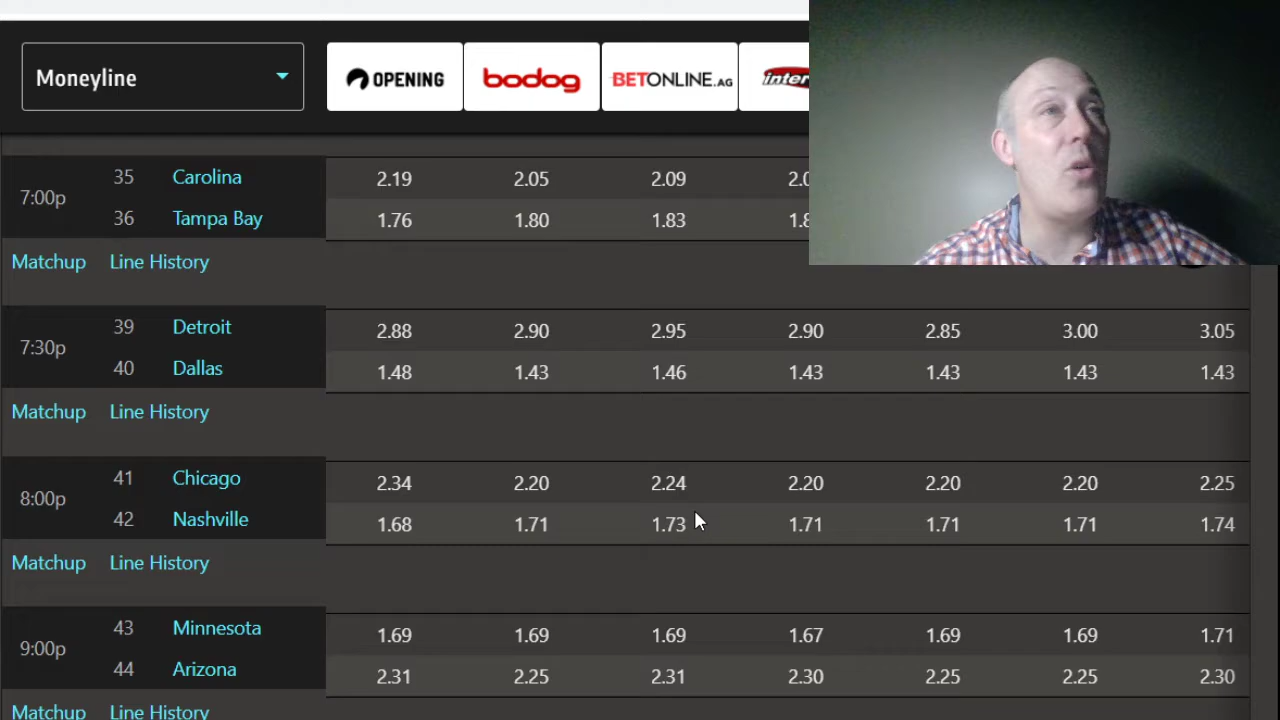 Moneyline OPENING bodog BETONLINE.AG inter
7:00p
35 Carolina 2.19 2.05 2.09 2.0
36 Tampa Bay 1.76 1.80 1.83 1.8
Matchup Line History
7:30p
39 Detroit 2.88 2.90 2.95 2.90 2.85 3.00 3.05
40 Dallas 1.48 1.43 1.46 1.43 1.43 1.43 1.43
Matchup Line History
8:00p
41 Chicago 2.34 2.20 2.24 2.20 2.20 2.20 2.25
42 Nashville 1.68 1.71 1.73 1.71 1.71 1.71 1.74
Matchup Line History
9:00p
43 Minnesota 1.69 1.69 1.69 1.67 1.69 1.69 1.71
44 Arizona 2.31 2.25 2.31 2.30 2.25 2.25 2.30
Matchup Line History